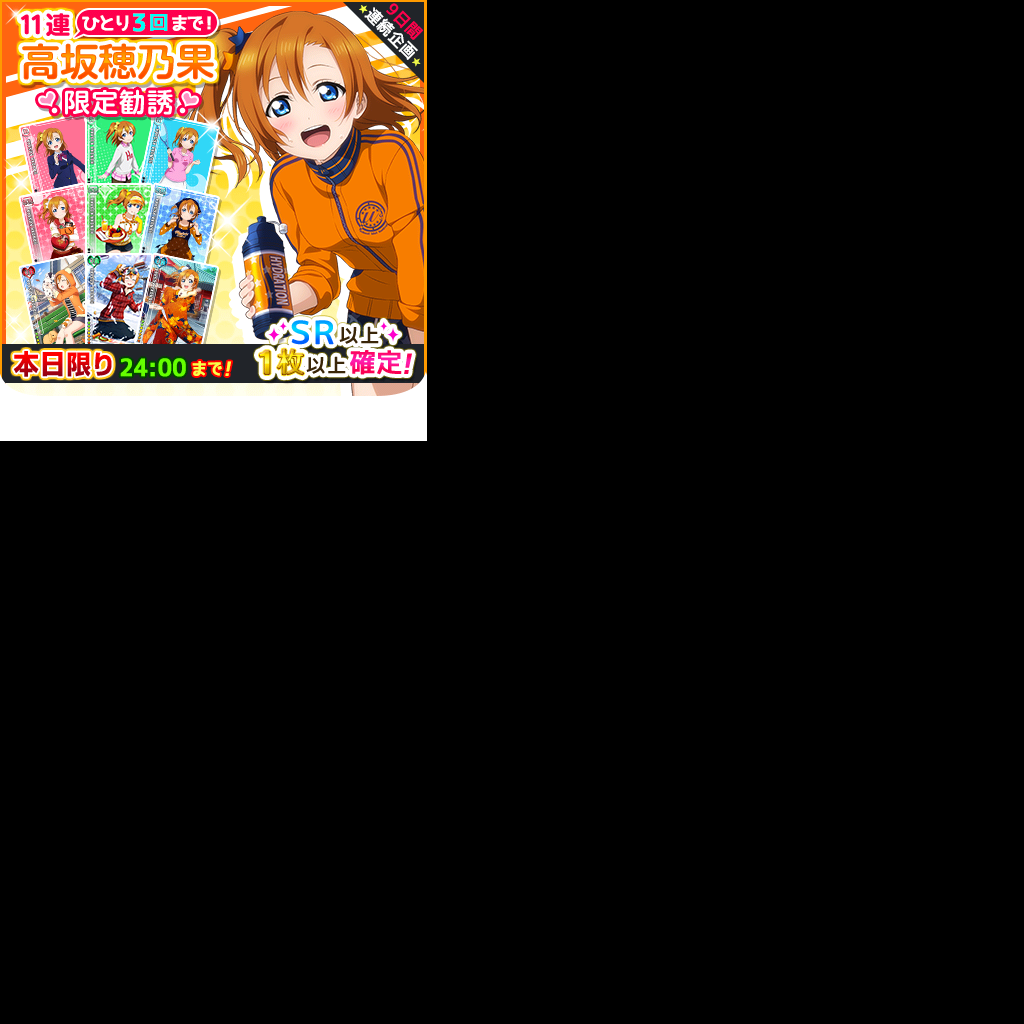 11連 ひとり3回まで!
高坂穂乃果
限定勧誘
9日間
連続企画
HYDRATION
SR以上
1枚以上確定!
本日限り 24:00 まで!